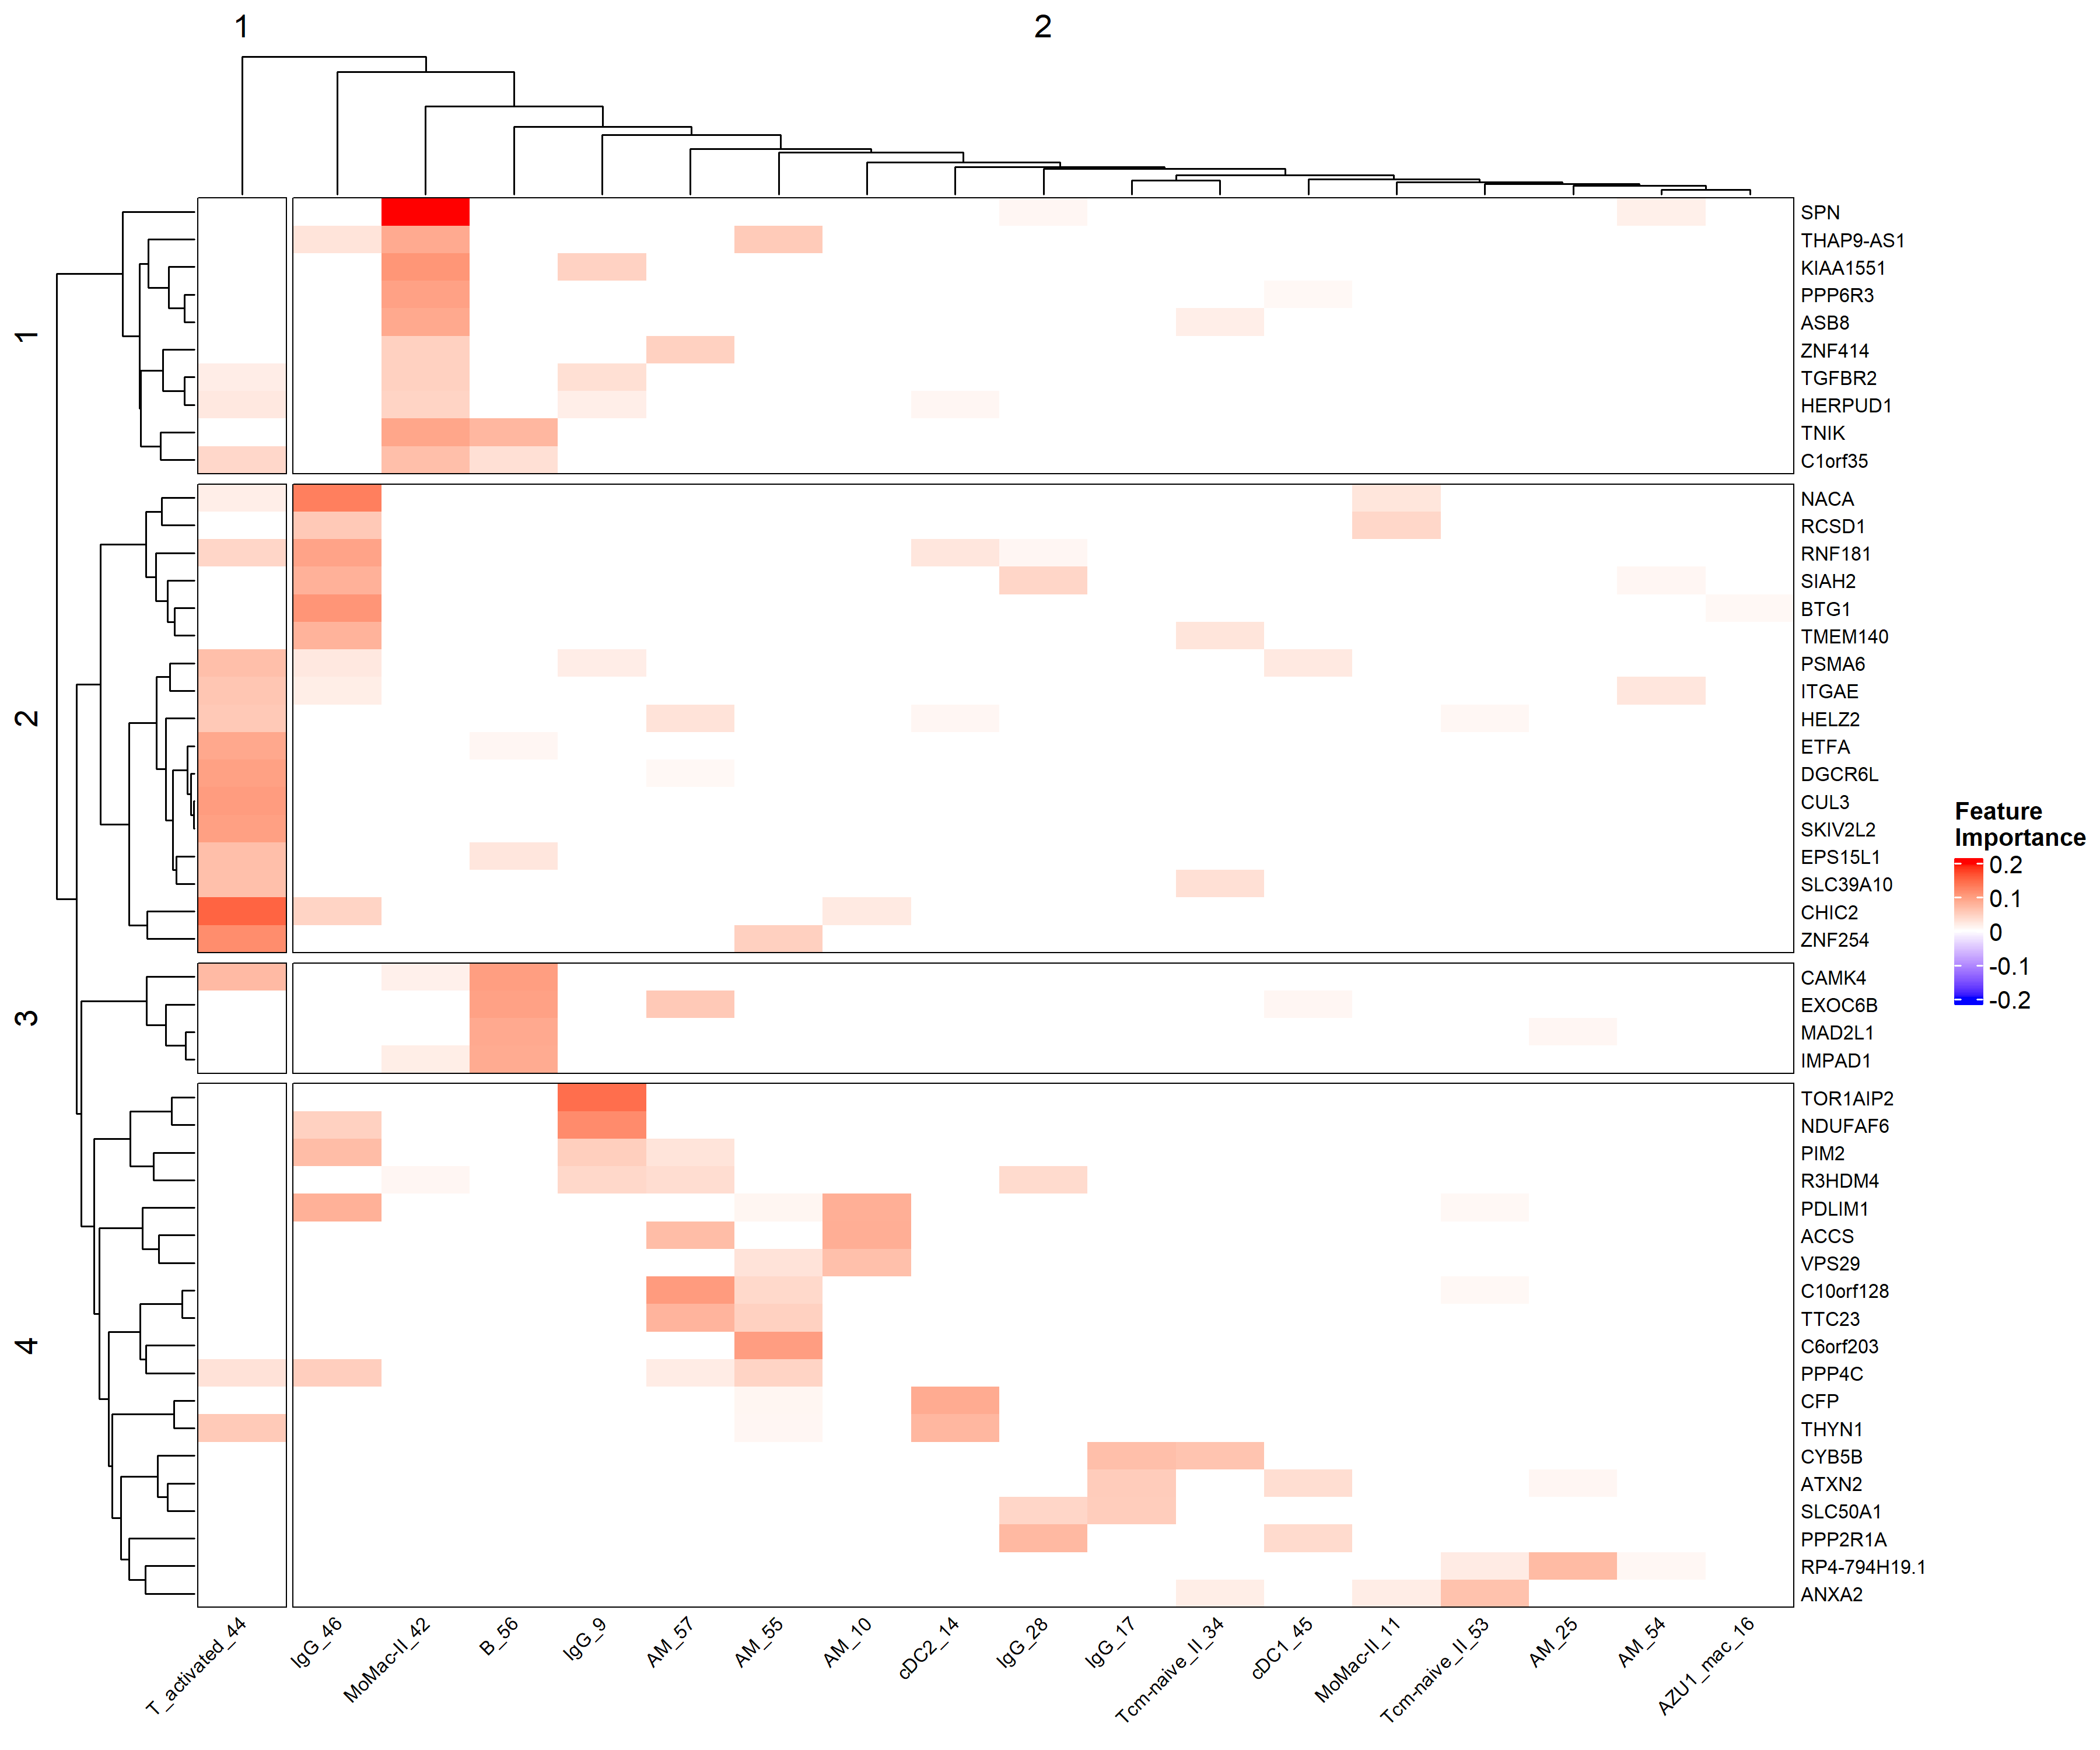 1
2
1
2
3
4
SPN
THAP9-AS1
KIAA1551
PPP6R3
ASB8
ZNF414
TGFBR2
HERPUD1
TNIK
C1orf35
NACA
RCSD1
RNF181
SIAH2
BTG1
TMEM140
PSMA6
ITGAE
HELZ2
ETFA
DGCR6L
CUL3
SKIV2L2
EPS15L1
SLC39A10
CHIC2
ZNF254
CAMK4
EXOC6B
MAD2L1
IMPAD1
TOR1AIP2
NDUFAF6
PIM2
R3HDM4
PDLIM1
ACCS
VPS29
C10orf128
TTC23
C6orf203
PPP4C
CFP
THYN1
CYB5B
ATXN2
SLC50A1
PPP2R1A
RP4-794H19.1
ANXA2
Feature
Importance
0.2
0.1
0
-0.1
-0.2
T_activated_44
IgG_46
MoMac-II_42
B_56
IgG_9
AM_57
AM_55
AM_10
cDC2_14
IgG_28
IgG_17
Tcm-naive_II_34
cDC1_45
MoMac-II_11
Tcm-naive_II_53
AM_25
AM_54
AZU1_mac_16